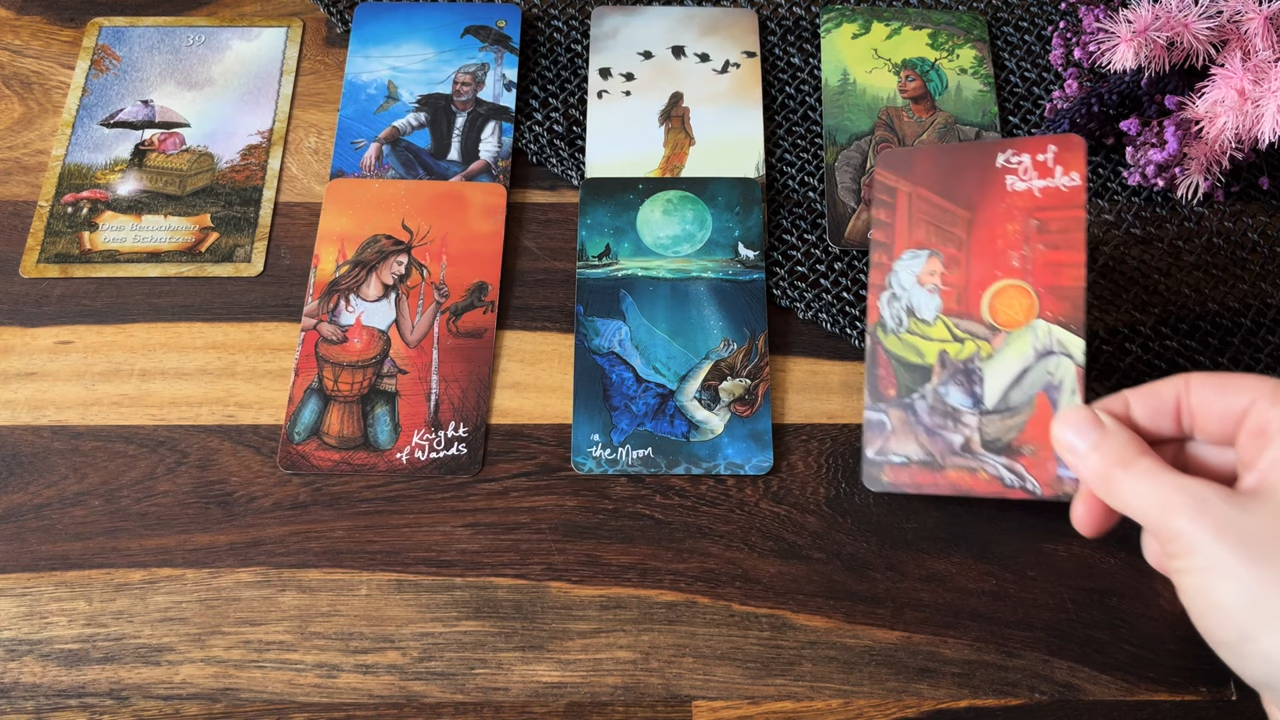 39
Das Bewahren
des Schatzes
Knight
of Wands
18
the Moon
King of
Pentacles